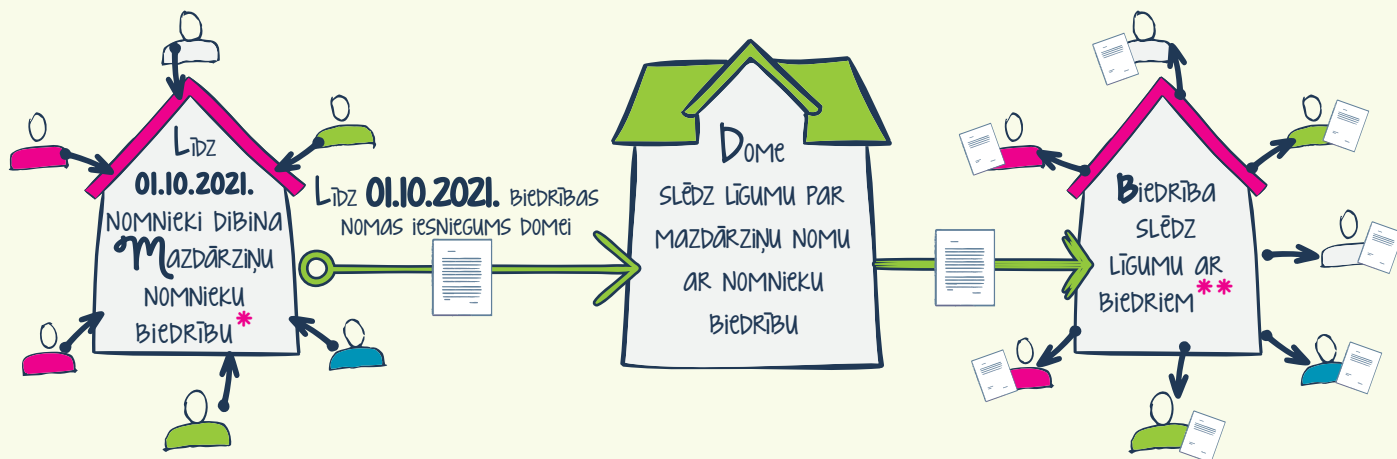 Līdz
01.10.2021.
nomnieki dibina
Mazdārziņu
nomnieku
biedrību*
Līdz 01.10.2021. biedrības
nomas iesniegums domei
Dome
slēdz līgumu par
mazdārziņu nomu
ar nomnieku
biedrību
Biedrība
slēdz
līgumu ar
biedriem**